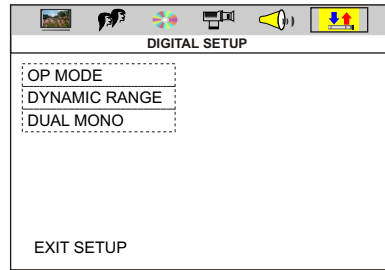 DIGITAL SETUP
OP MODE
DYNAMIC RANGE
DUAL MONO
EXIT SETUP